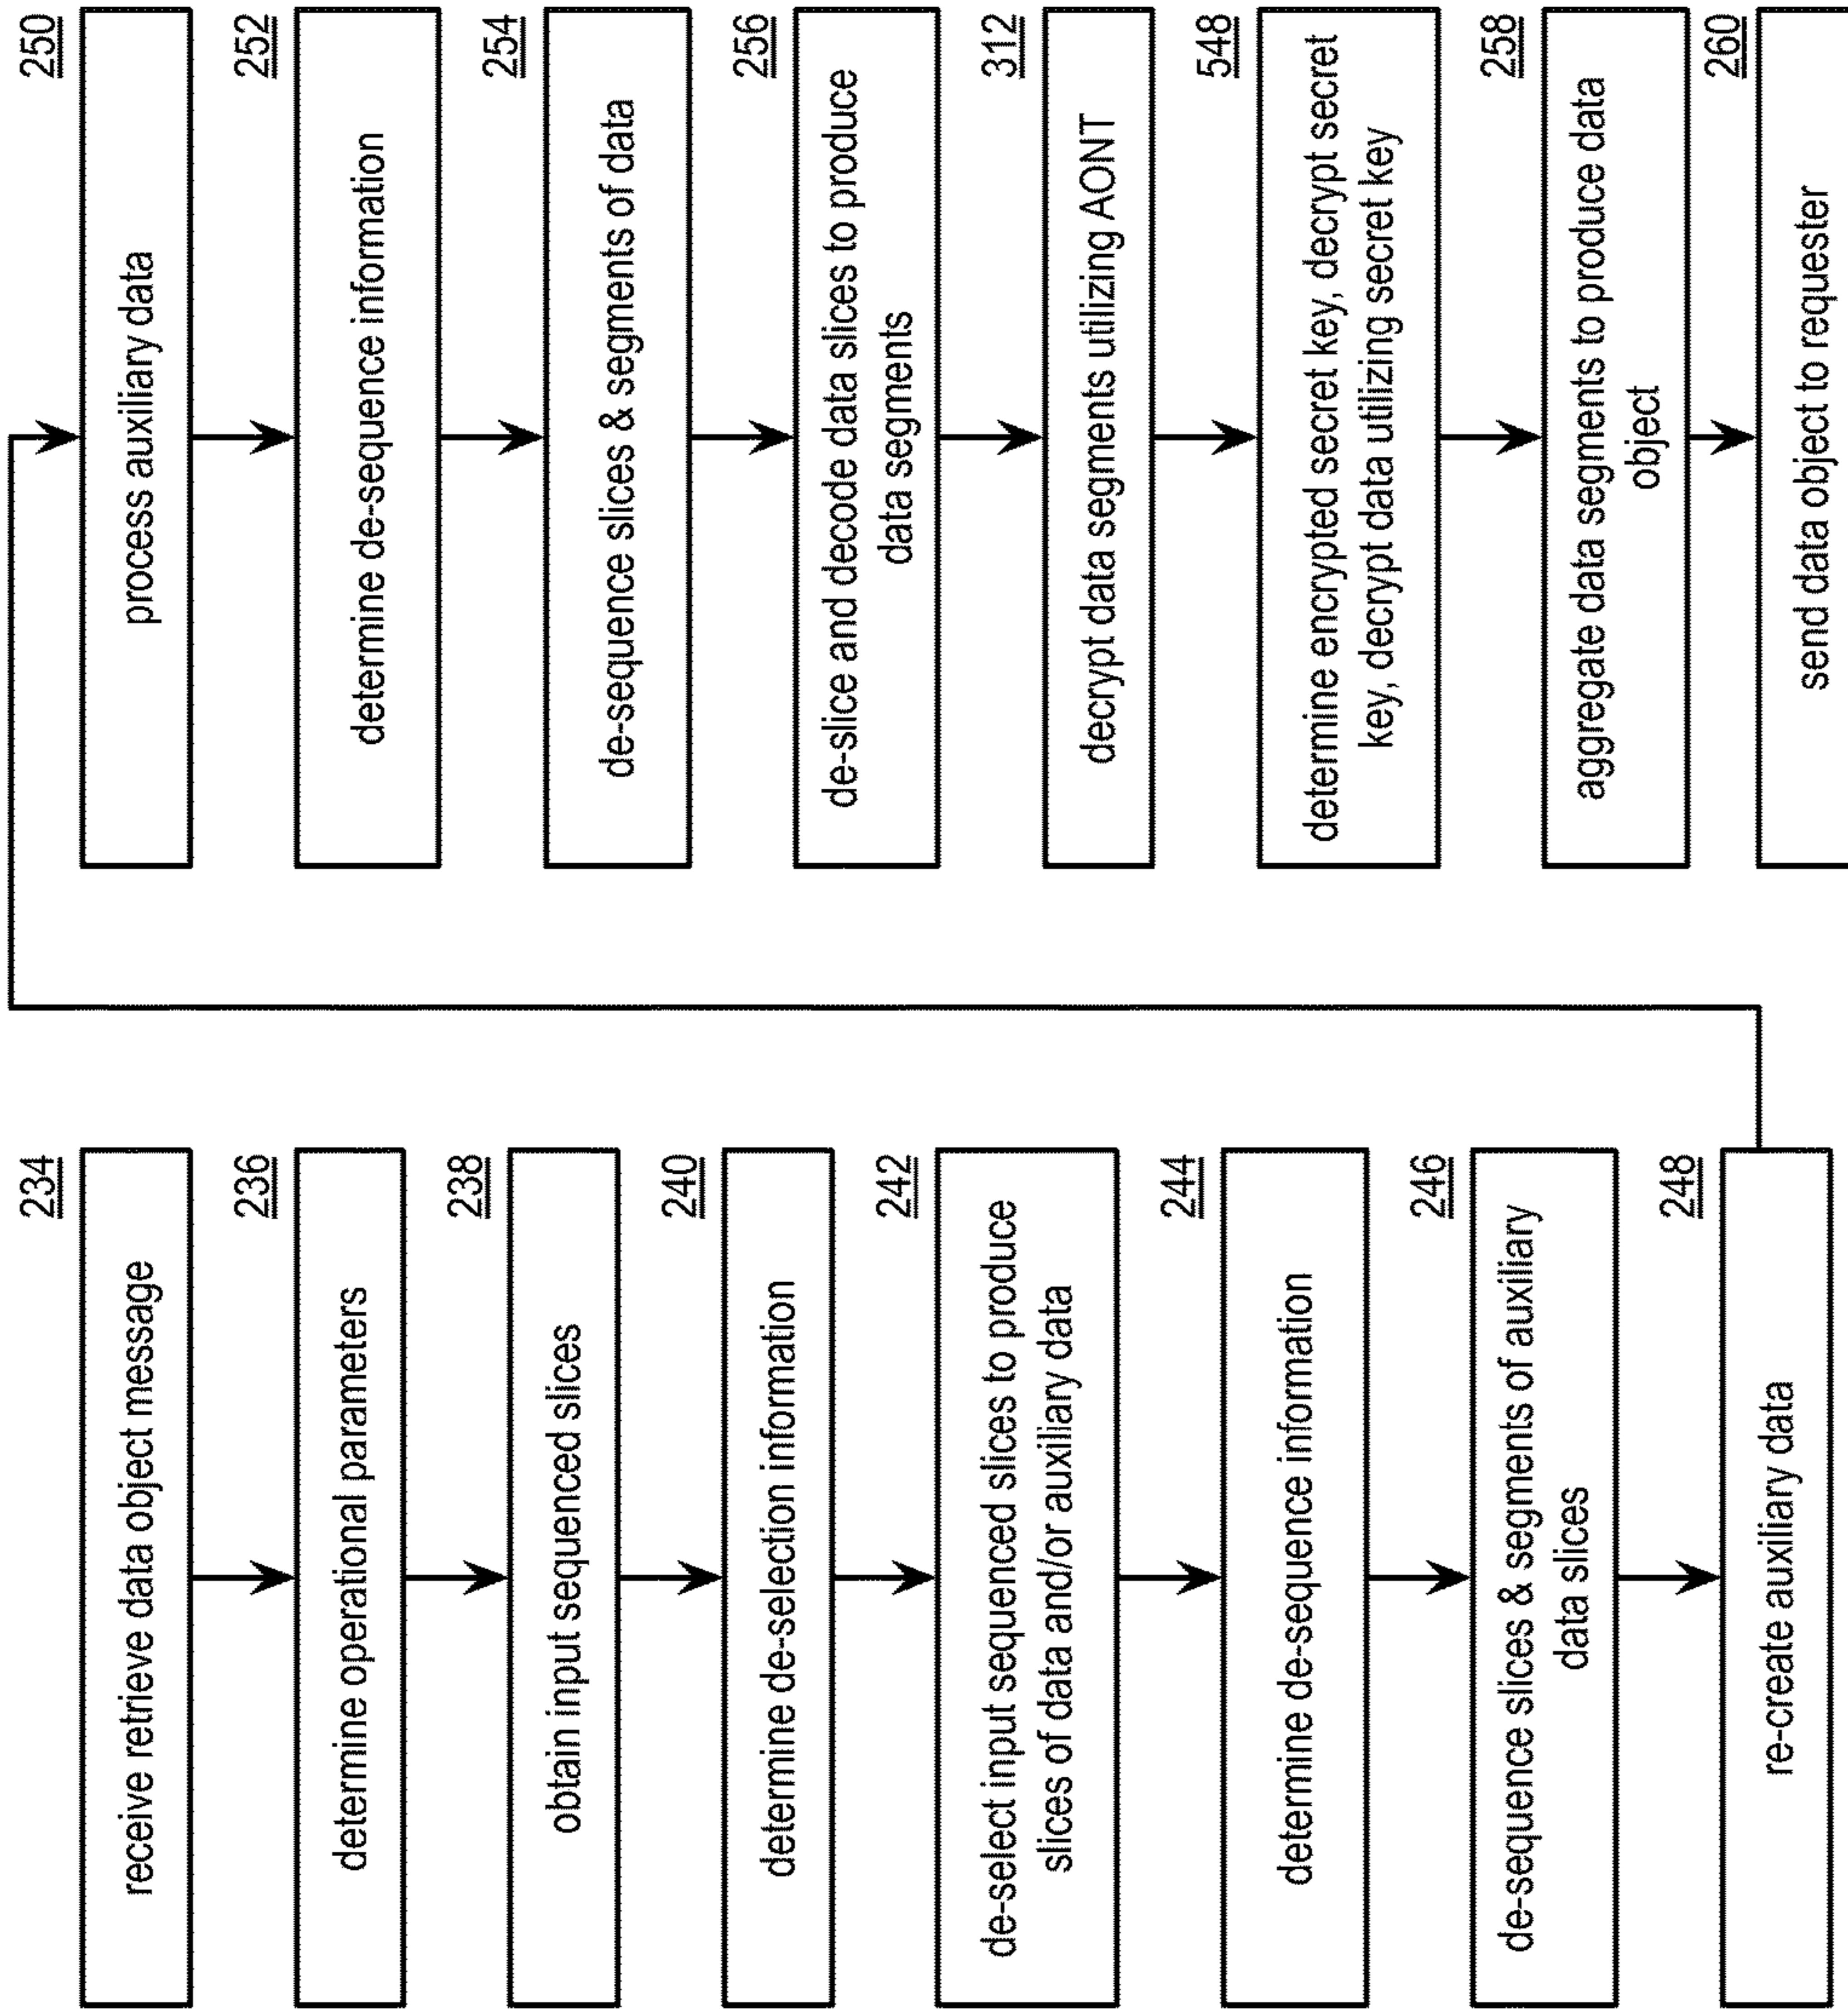 234
receive retrieve data object message
236
determine operational parameters
238
obtain input sequenced slices
240
determine de-selection information
242
de-select input sequenced slices to produce
slices of data and/or auxiliary data
244
determine de-sequence information
246
de-sequence slices & segments of auxiliary
data slices
248
re-create auxiliary data
250
process auxiliary data
252
determine de-sequence information
254
de-sequence slices & segments of data
256
de-slice and decode data slices to produce
data segments
312
decrypt data segments utilizing AONT
548
determine encrypted secret key, decrypt secret
key, decrypt data utilizing secret key
258
aggregate data segments to produce data
object
260
send data object to requester